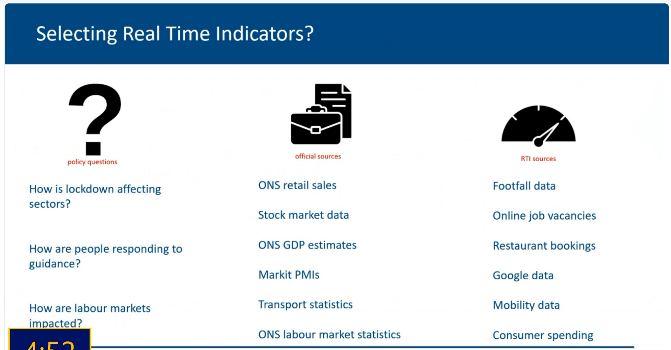 Selecting Real Time Indicators?
policy questions
How is lockdown affecting
sectors?
How are people responding to
guidance?
How are labour markets
impacted?
official sources
ONS retail sales
Stock market data
ONS GDP estimates
Markit PMIs
Transport statistics
ONS labour market statistics
RTI sources
Footfall data
Online job vacancies
Restaurant bookings
Google data
Mobility data
Consumer spending
4:52